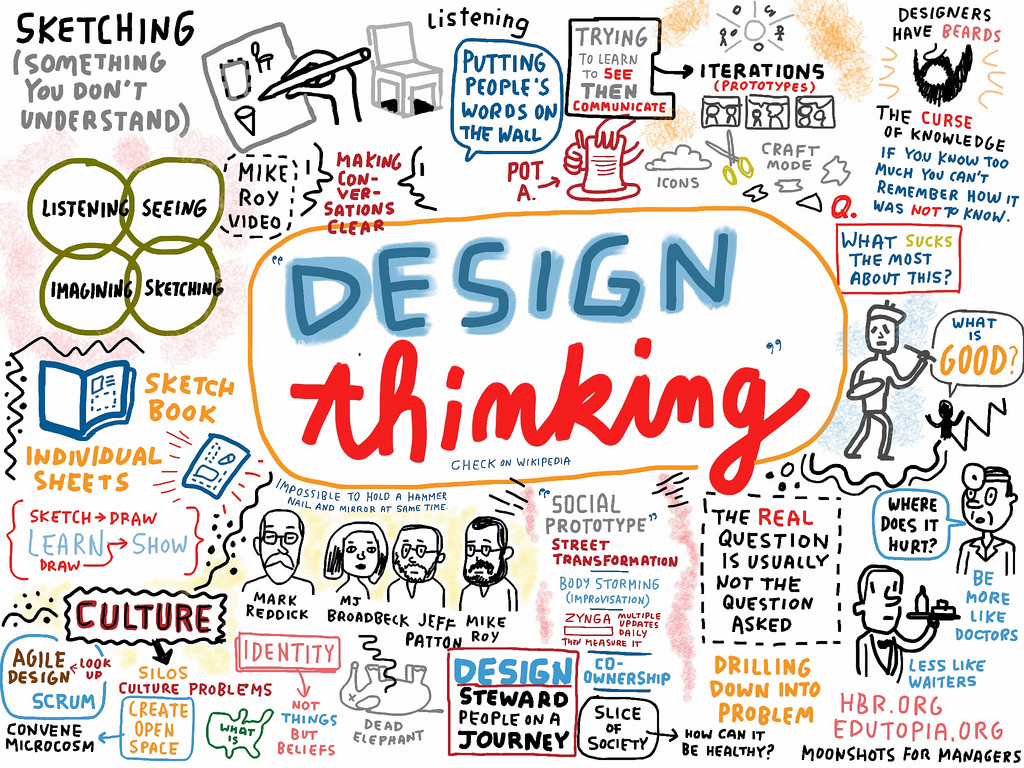 SKETCHING
(SOMETHING
YOU DON'T
UNDERSTAND)
listening
PUTTING
PEOPLE'S
WORDS ON
THE WALL
TRYING
TO LEARN
TO SEE
THEN
COMMUNICATE
ITERATIONS
(PROTOTYPES)
DESIGNERS
HAVE BEARDS
THE CURSE
OF KNOWLEDGE
IF YOU KNOW TOO
MUCH YOU CAN'T
REMEMBER HOW IT
WAS NOT TO KNOW.
LISTENING
SEEING
IMAGINING
SKETCHING
MIKE
ROY
VIDEO
MAKING
CON-
VER-
SATIONS
CLEAR
POT
A.
ICONS
CRAFT
MODE
Q.
WHAT SUCKS
THE MOST
ABOUT THIS?
"DESIGN
thinking"
CHECK ON WIKIPEDIA
WHAT
IS
GOOD?
SKETCH
BOOK
INDIVIDUAL
SHEETS
SKETCH → DRAW
LEARN → SHOW
DRAW
IMPOSSIBLE TO HOLD A HAMMER
NAIL AND MIRROR AT SAME TIME.
MARK
REDDICK
MJ
BROADBECK
JEFF
PATTON
MIKE
ROY
"SOCIAL
PROTOTYPE"
STREET
TRANSFORMATION
BODY STORMING
(IMPROVISATION)
ZYNGA
MULTIPLE
UPDATES
DAILY
THEN MEASURE IT
THE REAL
QUESTION
IS USUALLY
NOT THE
QUESTION
ASKED
WHERE
DOES IT
HURT?
BE
MORE
LIKE
DOCTORS
LESS LIKE
WAITERS
CULTURE
AGILE
DESIGN
LOOK
UP
SCRUM
CONVENE
MICROCOSM
SILOS
CULTURE PROBLEMS
CREATE
OPEN
SPACE
WHAT
IS
IDENTITY
NOT
THINGS
BUT
BELIEFS
DEAD
ELEPHANT
DESIGN
STEWARD
PEOPLE ON A
JOURNEY
CO-
OWNERSHIP
SLICE
OF
SOCIETY
HOW CAN IT
BE HEALTHY?
DRILLING
DOWN INTO
PROBLEM
HBR.ORG
EDUTOPIA.ORG
MOONSHOTS FOR MANAGERS